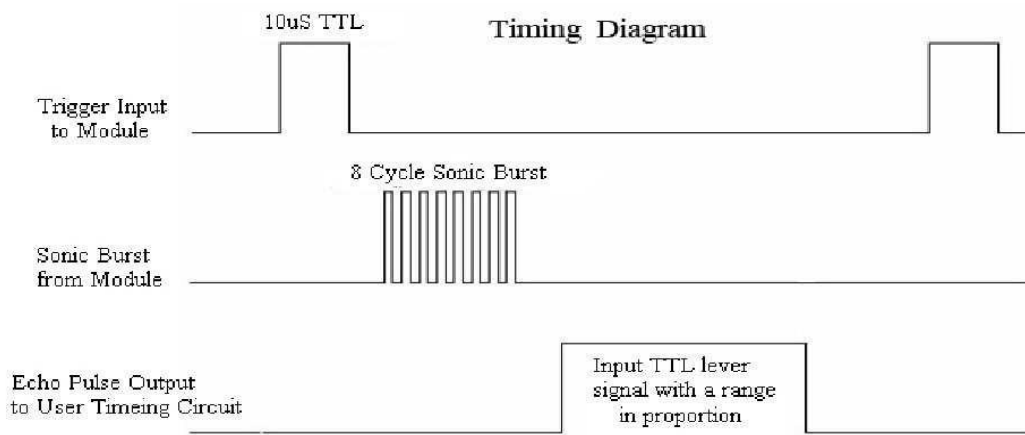 10uS TTL
Timing Diagram
Trigger Input
to Module
8 Cycle Sonic Burst
Sonic Burst
from Module
Echo Pulse Output
to User Timeing Circuit
Input TTL lever
signal with a range
in proportion